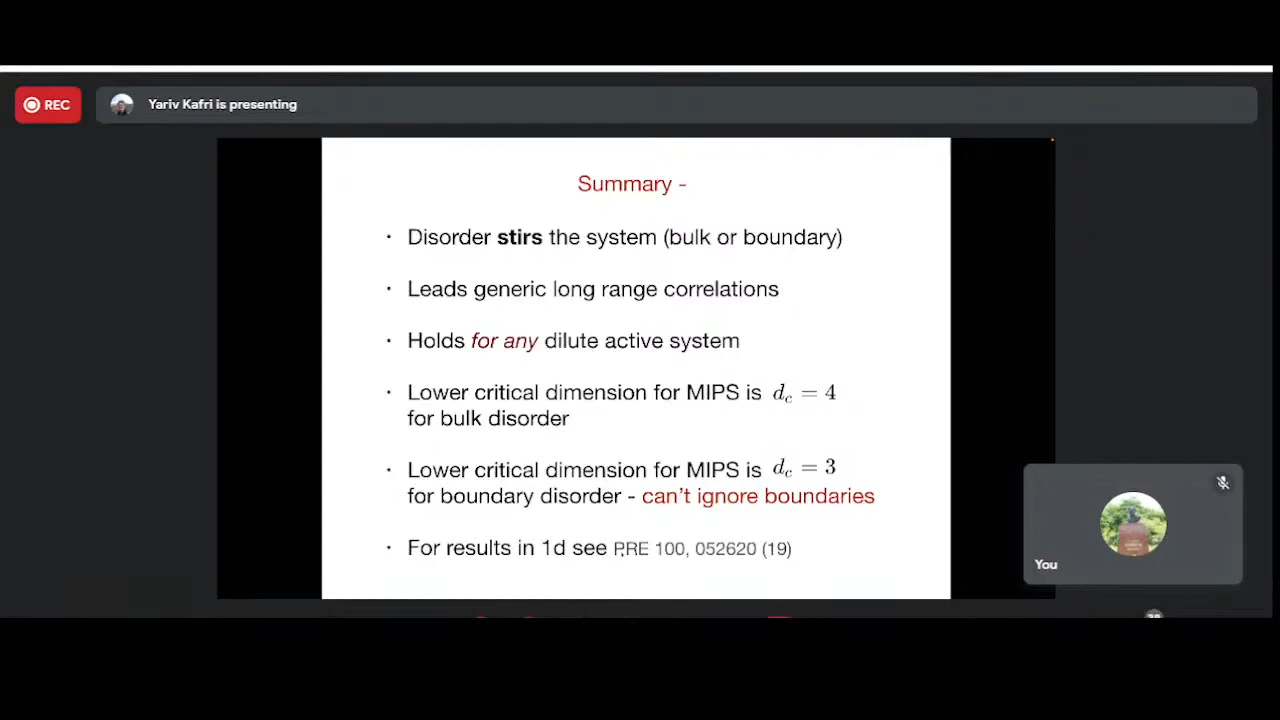 REC
Yariv Kafri is presenting
Summary -
· Disorder stirs the system (bulk or boundary)
· Leads generic long range correlations
· Holds for any dilute active system
· Lower critical dimension for MIPS is d_c = 4
for bulk disorder
· Lower critical dimension for MIPS is d_c = 3
for boundary disorder - can't ignore boundaries
· For results in 1d see PRE 100, 052620 (19)
You